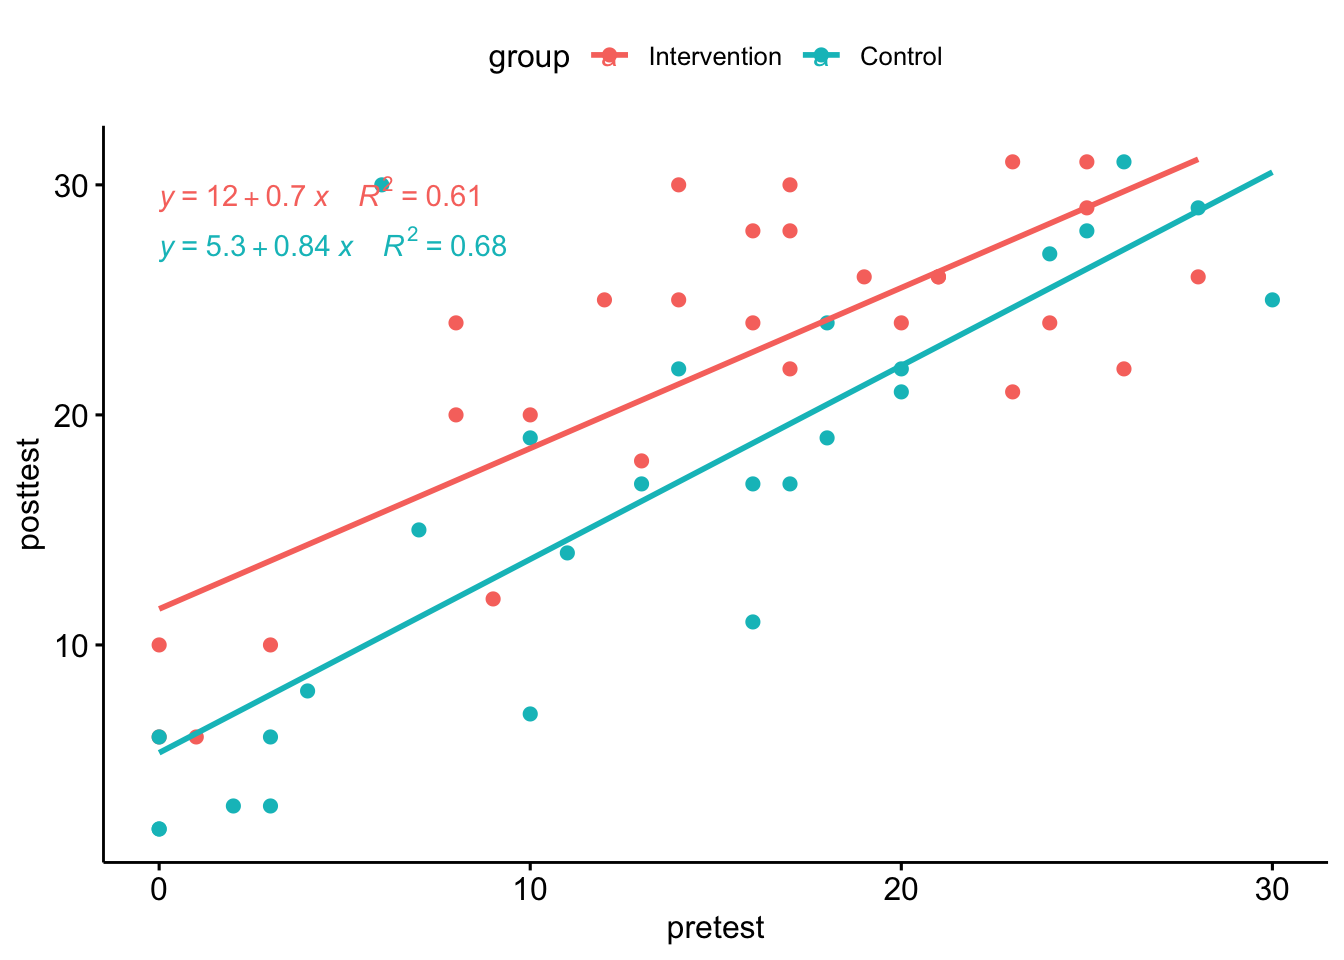 group a Intervention a Control
y = 12 + 0.7 x R² = 0.61
y = 5.3 + 0.84 x R² = 0.68
30
20
10
posttest
0 10 20 30
pretest